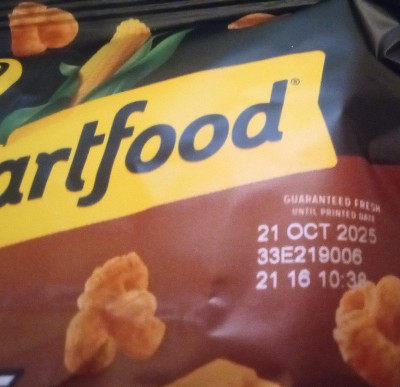 artfood®
GUARANTEED FRESH
UNTIL PRINTED DATE
21 OCT 2025
33E219006
21 16 10:38